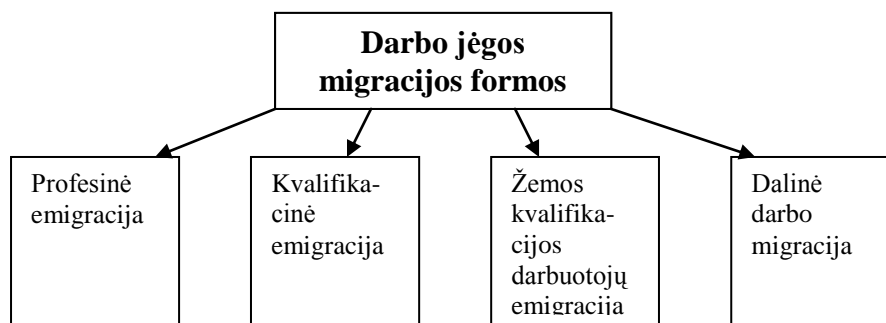 Darbo jėgos
migracijos formos
Profesinė
emigracija
Kvalifika-
cinė
emigracija
Žemos
kvalifika-
cijos
darbuotojų
emigracija
Dalinė
darbo
migracija